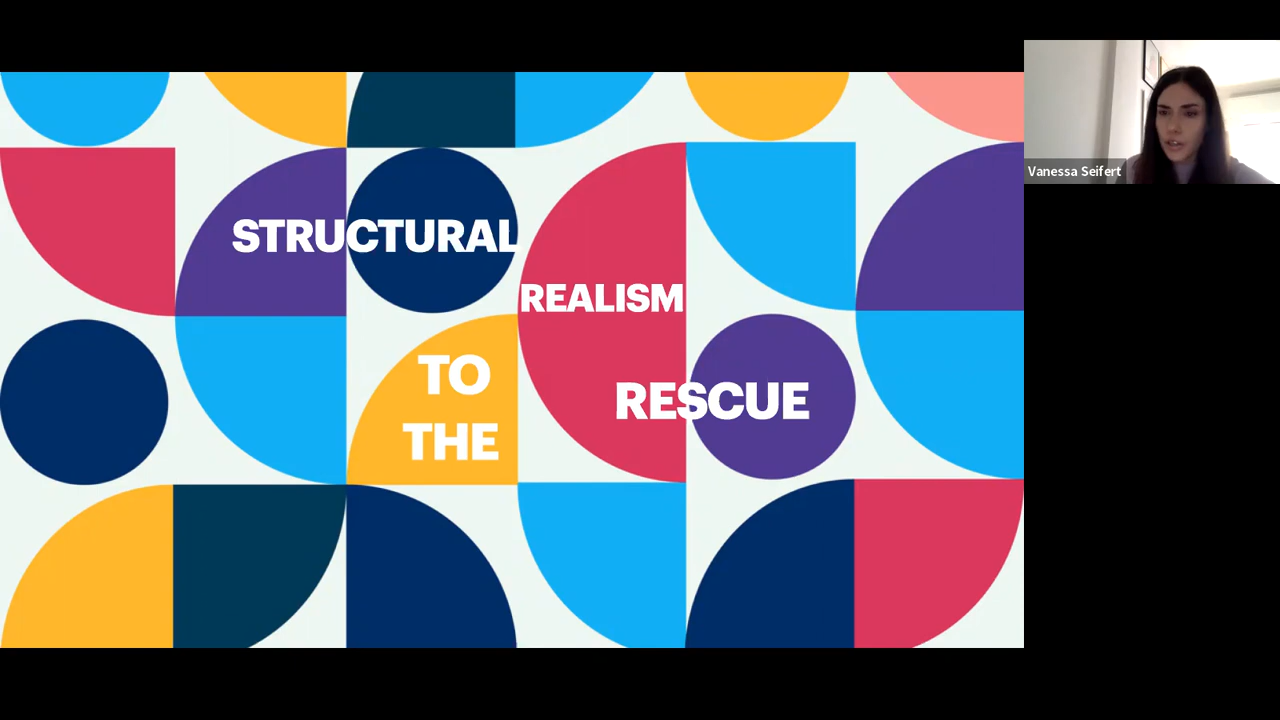 STRUCTURAL
REALISM
TO
THE
RESCUE
Vanessa Seifert